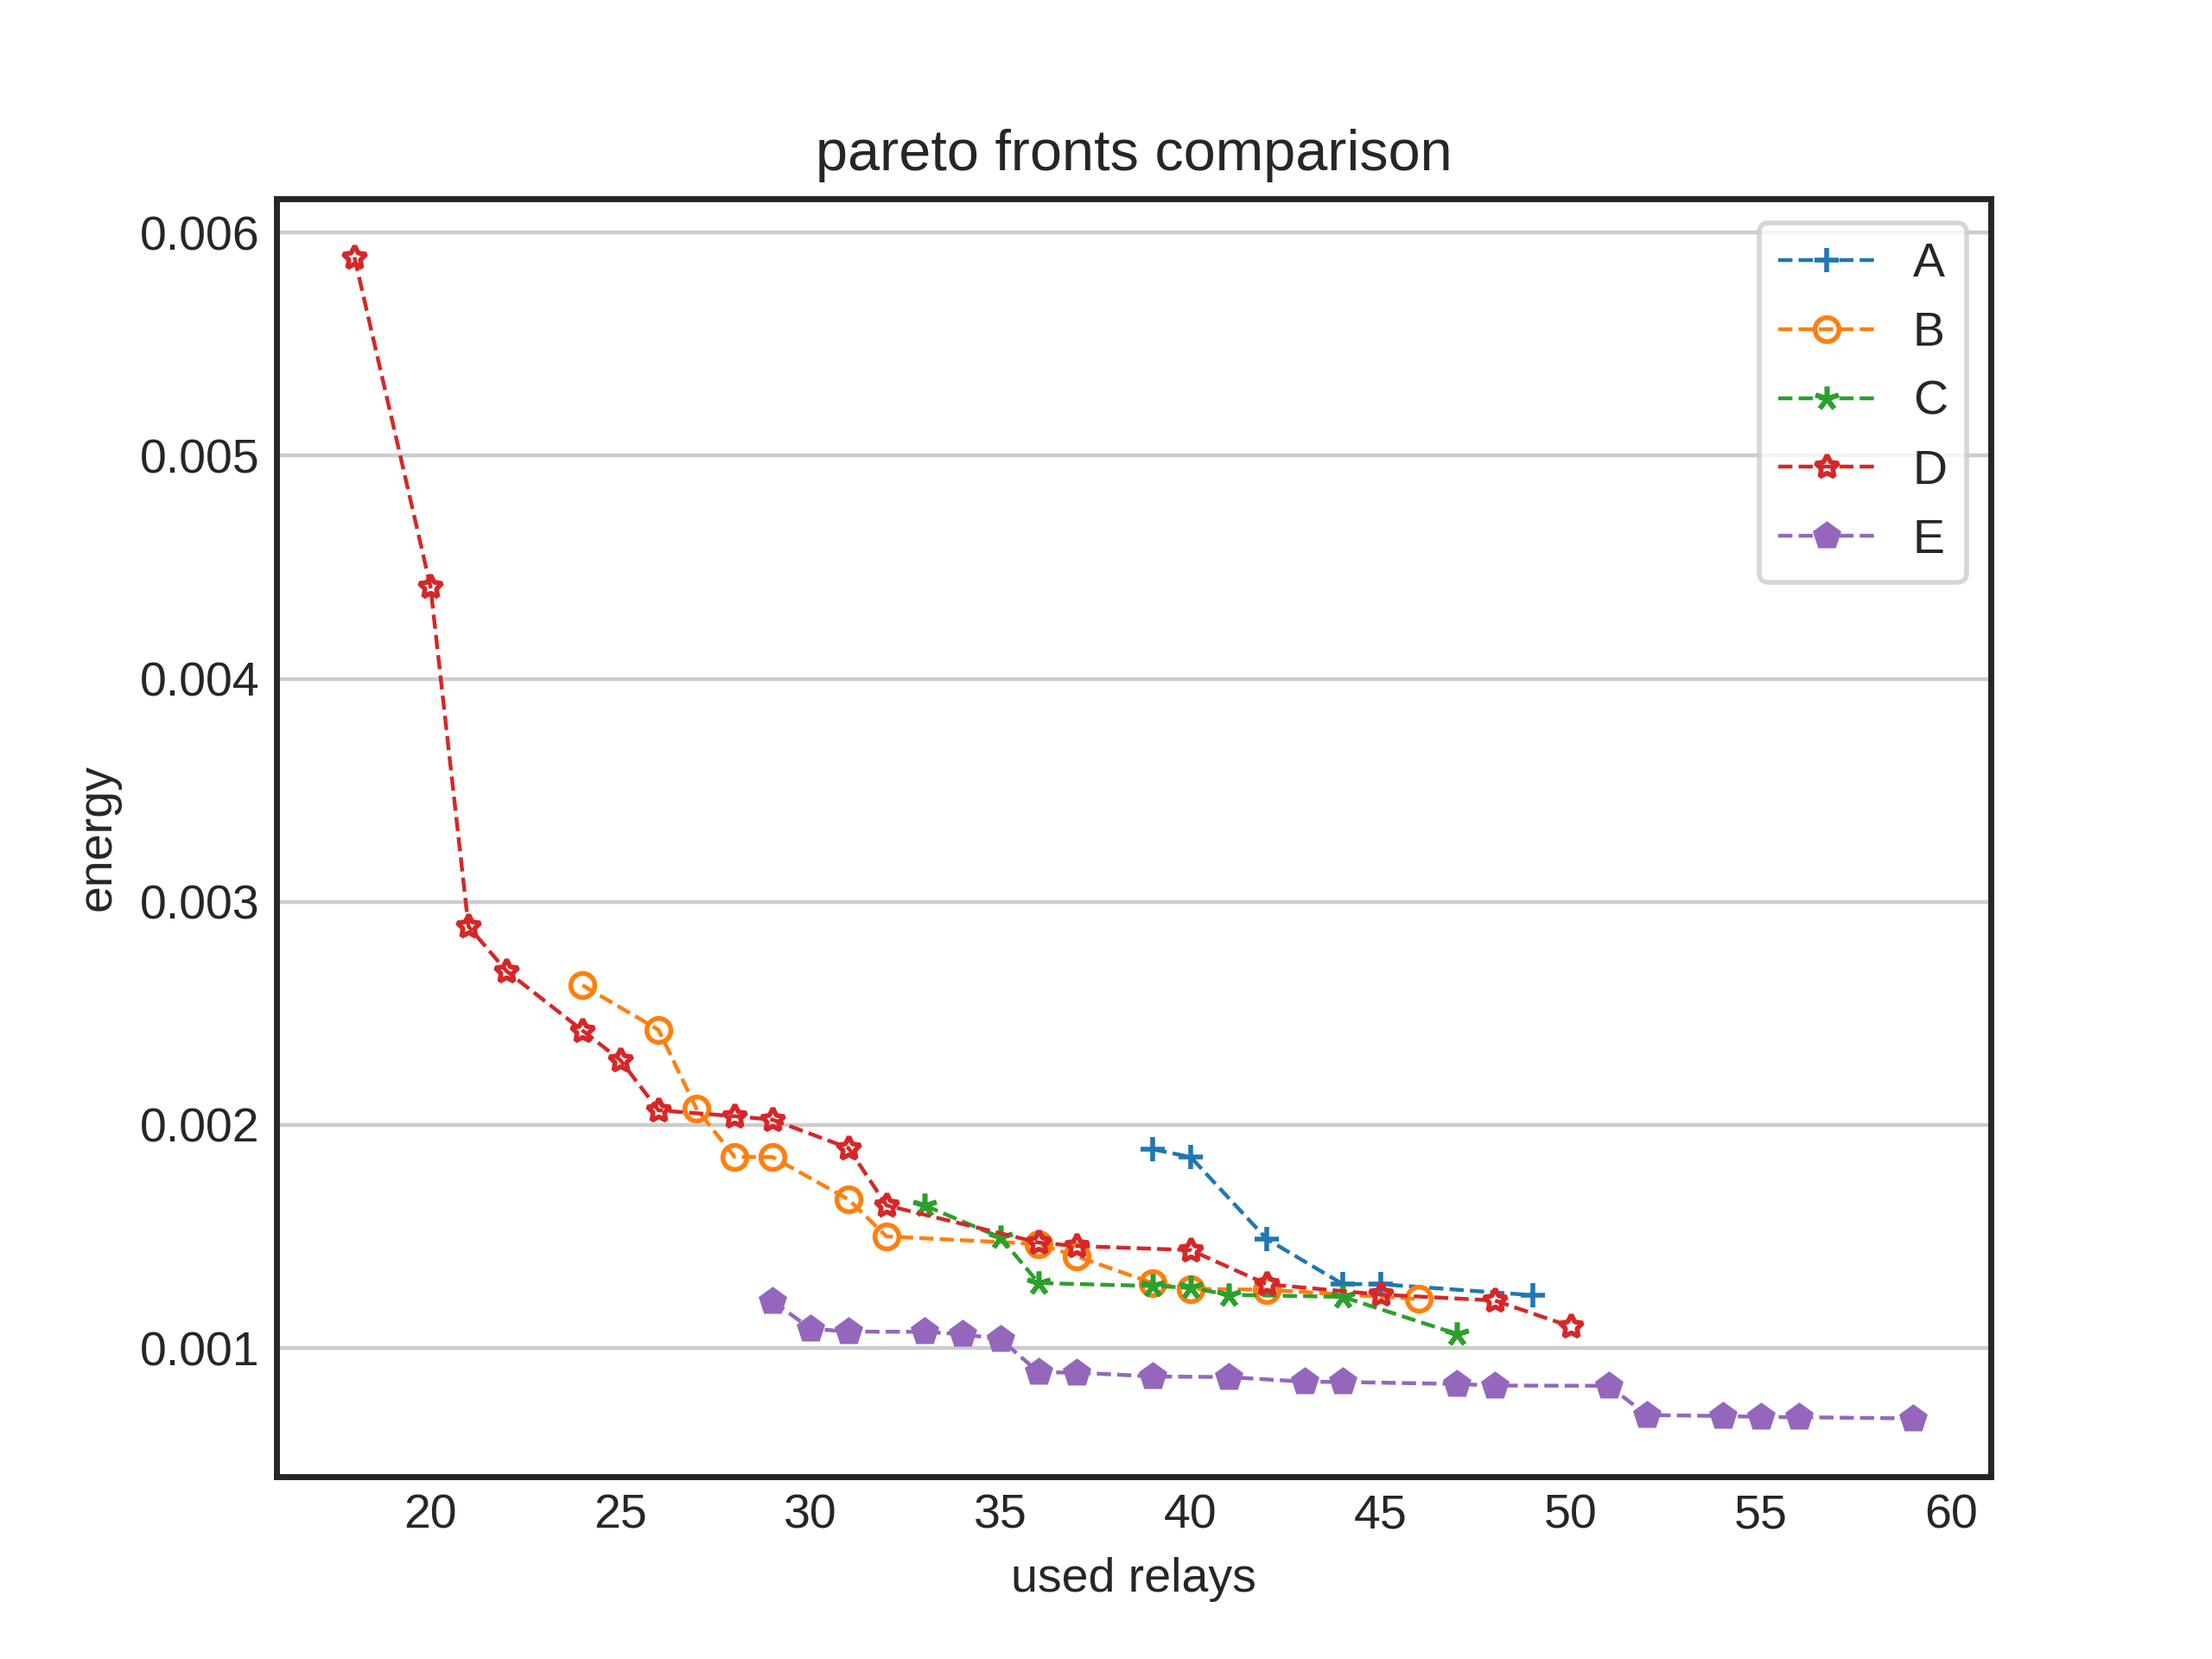 pareto fronts comparison
0.006
0.005
0.004
0.003
0.002
0.001
energy
A
B
C
D
E
20 25 30 35 40 45 50 55 60
used relays